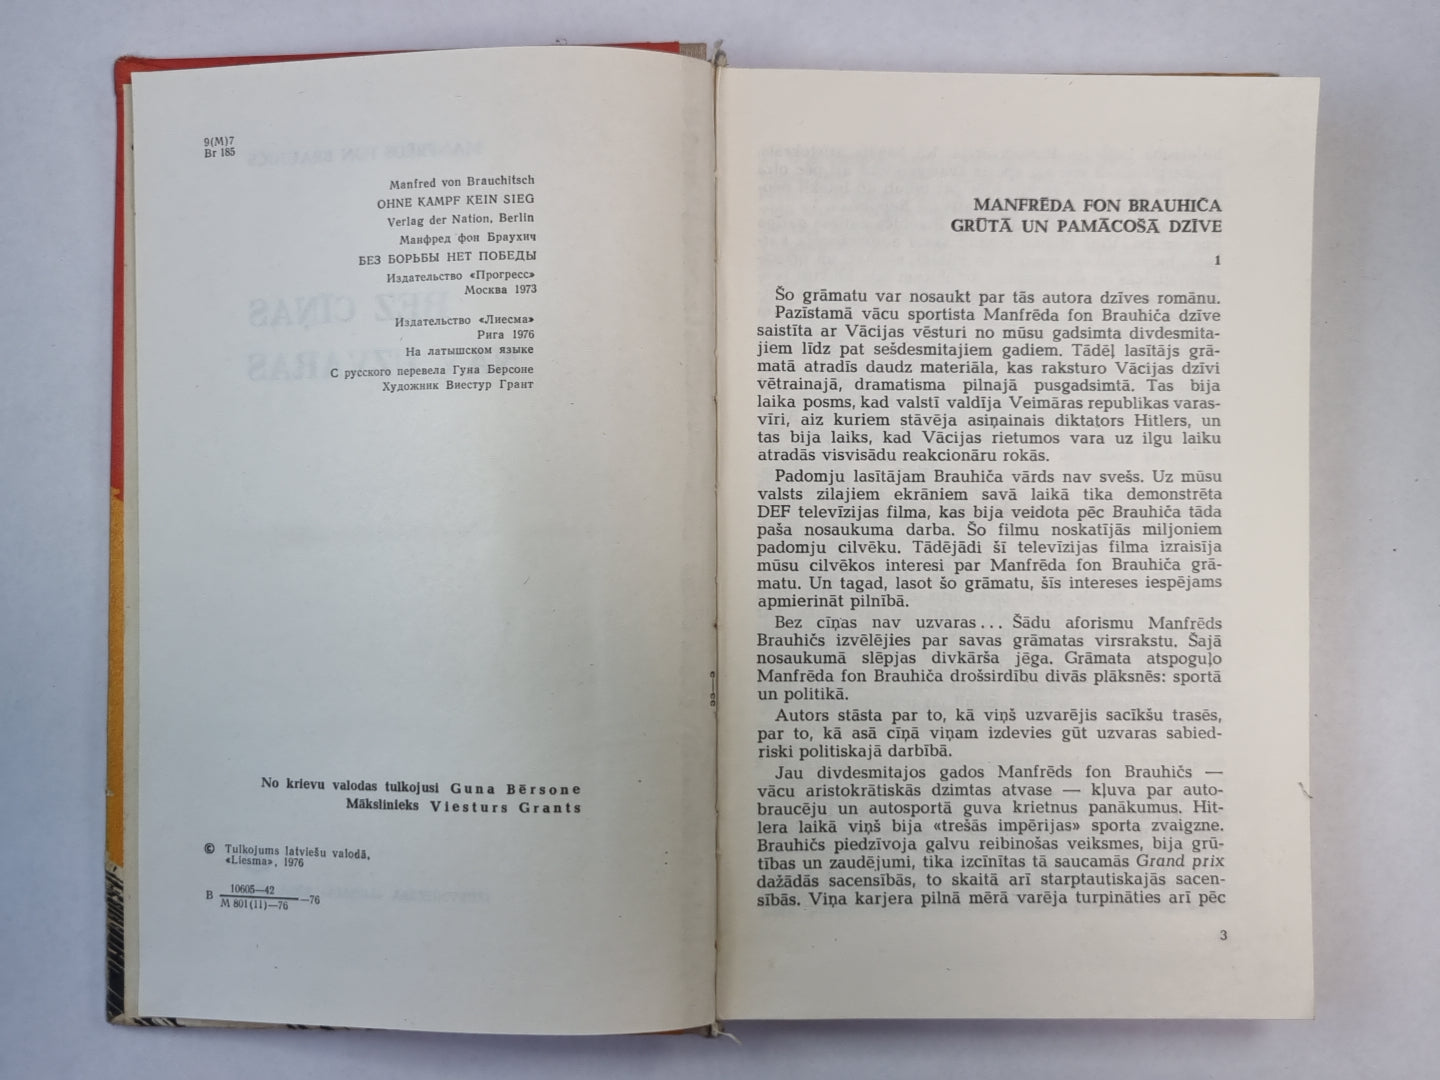 9(M)7
Br 185
Manfred von Brauchitsch
OHNE KAMPF KEIN SIEG
Verlag der Nation, Berlin
Манфред фон Браухич
БЕЗ БОРЬБЫ НЕТ ПОБЕДЫ
Издательство «Прогресс»
Москва 1973
Издательство «Лиесма»
Рига 1976
На латышском языке
С русского перевела Гуна Берсоне
Художник Виестур Грант
No krievu valodas tulkojusi Guna Bērsone
Mākslinieks Viesturs Grants
© Tulkojums latviešu valodā,
«Liesma», 1976
В 10605—42
М 801(11)—76 —76
MANFRĒDA FON BRAUHIČA
GRŪTĀ UN PAMĀCOŠĀ DZĪVE
1
Šo grāmatu var nosaukt par tās autora dzīves romānu.
Pazīstamā vācu sportista Manfrēda fon Brauhiča dzīve
saistīta ar Vācijas vēsturi no mūsu gadsimta divdesmita-
jiem līdz pat sešdesmitajiem gadiem. Tādēļ lasītājs grā-
matā atradīs daudz materiāla, kas raksturo Vācijas dzīvi
vētrainajā, dramatisma pilnajā pusgadsimtā. Tas bija
laika posms, kad valstī valdīja Veimāras republikas varas-
vīri, aiz kuriem stāvēja asiņainais diktators Hitlers, un
tas bija laiks, kad Vācijas rietumos vara uz ilgu laiku
atradās visvisādu reakcionāru rokās.
Padomju lasītājam Brauhiča vārds nav svešs. Uz mūsu
valsts zilajiem ekrāniem savā laikā tika demonstrēta
DEF televīzijas filma, kas bija veidota pēc Brauhiča tāda
paša nosaukuma darba. Šo filmu noskatījās miljoniem
padomju cilvēku. Tādējādi šī televīzijas filma izraisīja
mūsu cilvēkos interesi par Manfrēda fon Brauhiča grā-
matu. Un tagad, lasot šo grāmatu, šīs intereses iespējams
apmierināt pilnībā.
Bez cīņas nav uzvaras... Šādu aforismu Manfrēds
Brauhičs izvēlējies par savas grāmatas virsrakstu. Šajā
nosaukumā slēpjas divkārša jēga. Grāmata atspoguļo
Manfrēda fon Brauhiča drošsirdību divās plāksnēs: sportā
un politikā.
Autors stāsta par to, kā viņš uzvarējis sacīkšu trasēs,
par to, kā asā cīņā viņam izdevies gūt uzvaras sabied-
riski politiskajā darbībā.
Jau divdesmitajos gados Manfrēds fon Brauhičs —
vācu aristokrātiskās dzimtas atvase — kļuva par auto-
braucēju un autosportā guva krietnus panākumus. Hit-
lera laikā viņš bija «trešās impērijas» sporta zvaigzne.
Brauhičs piedzīvoja galvu reibinošas veiksmes, bija grū-
tības un zaudējumi, tika izcīnītas tā saucamās Grand prix
dažādās sacensībās, to skaitā arī starptautiskajās sacen-
sībās. Viņa karjera pilnā mērā varēja turpināties arī pēc
3